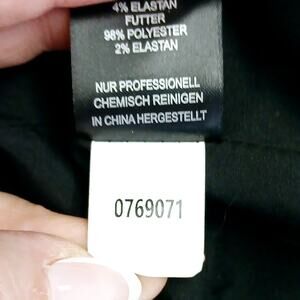 4% ELASTAN
FUTTER
98% POLYESTER
2% ELASTAN
NUR PROFESSIONELL
CHEMISCH REINIGEN
IN CHINA HERGESTELLT
0769071